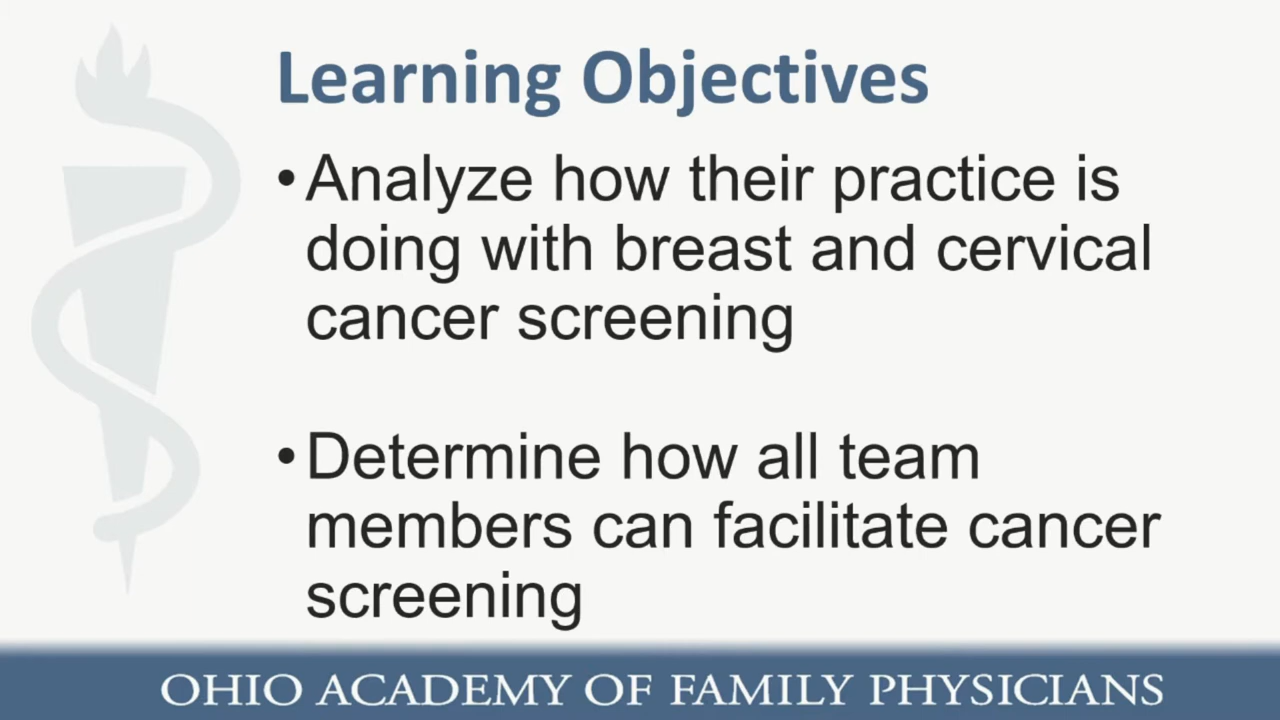 Learning Objectives
•Analyze how their practice is
doing with breast and cervical
cancer screening
•Determine how all team
members can facilitate cancer
screening
OHIO ACADEMY OF FAMILY PHYSICIANS